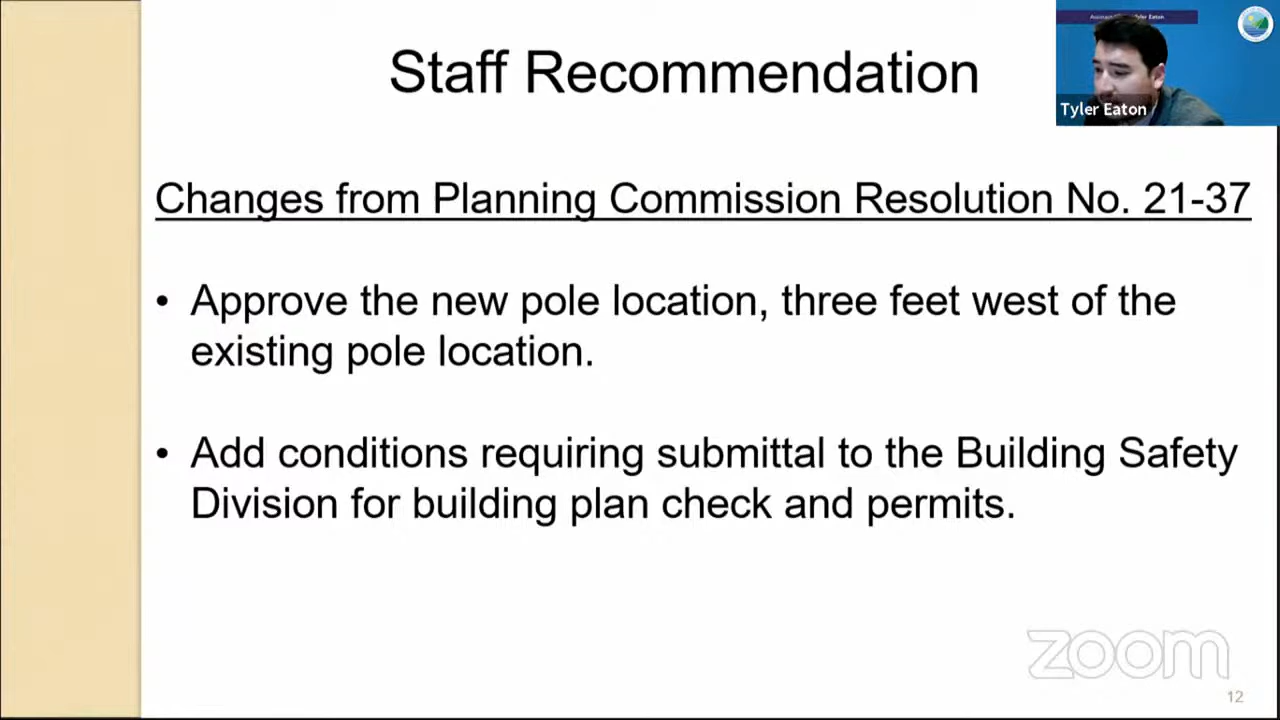 Staff Recommendation
Tyler Eaton
Tyler Eaton
Changes from Planning Commission Resolution No. 21-37
• Approve the new pole location, three feet west of the
existing pole location.
• Add conditions requiring submittal to the Building Safety
Division for building plan check and permits.
zoom
12